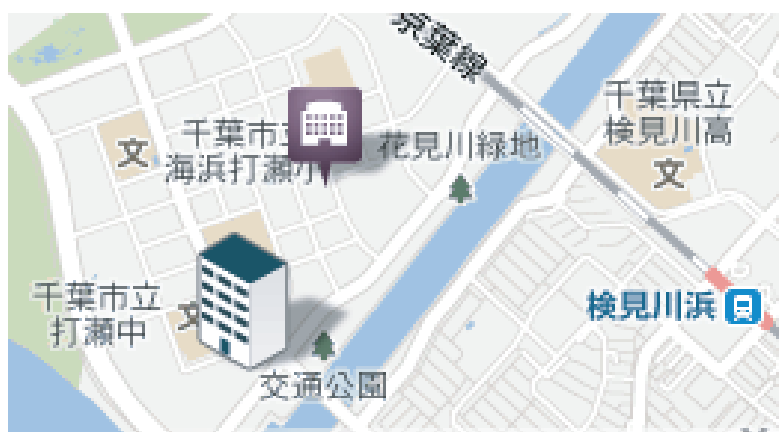 京葉線
千葉県立
検見川高
文
千葉市立
海浜打瀬小
花見川緑地
文
検見川浜
千葉市立
打瀬中
文
交通公園